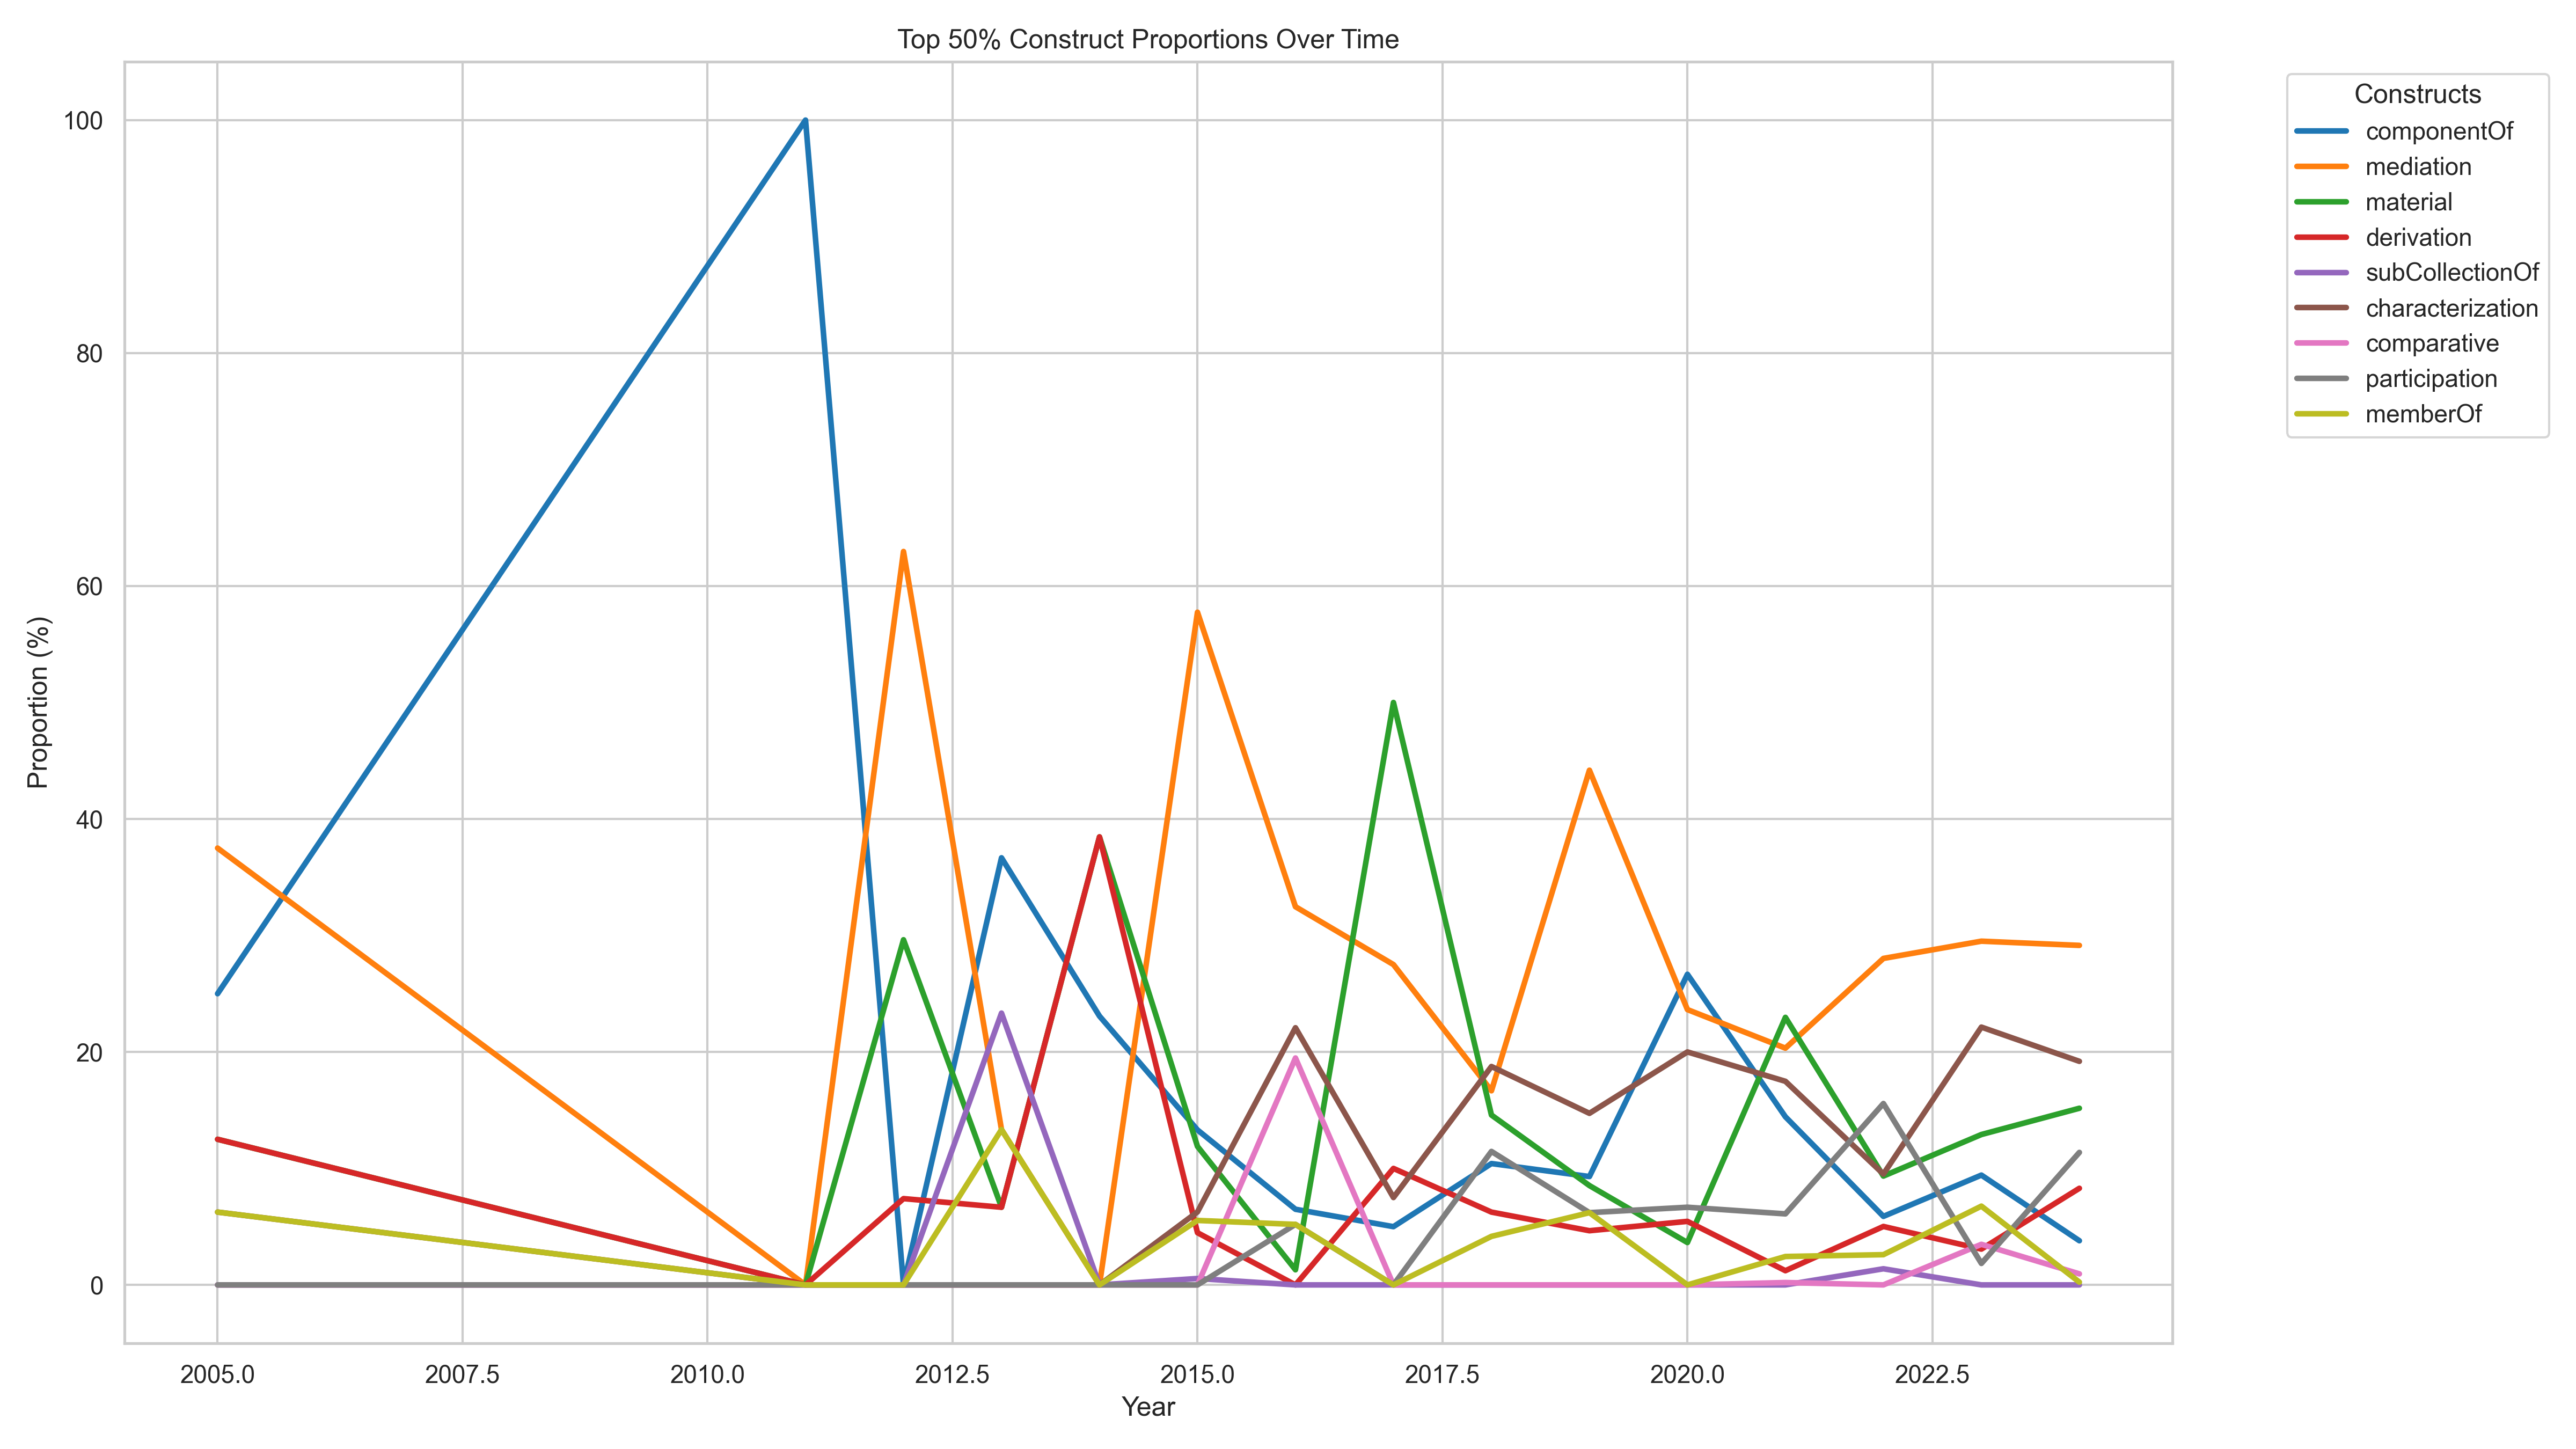 Top 50% Construct Proportions Over Time
Constructs
componentOf
mediation
material
derivation
subCollectionOf
characterization
comparative
participation
memberOf
Proportion (%)
100
80
60
40
20
0
2005.0 2007.5 2010.0 2012.5 2015.0 2017.5 2020.0 2022.5
Year